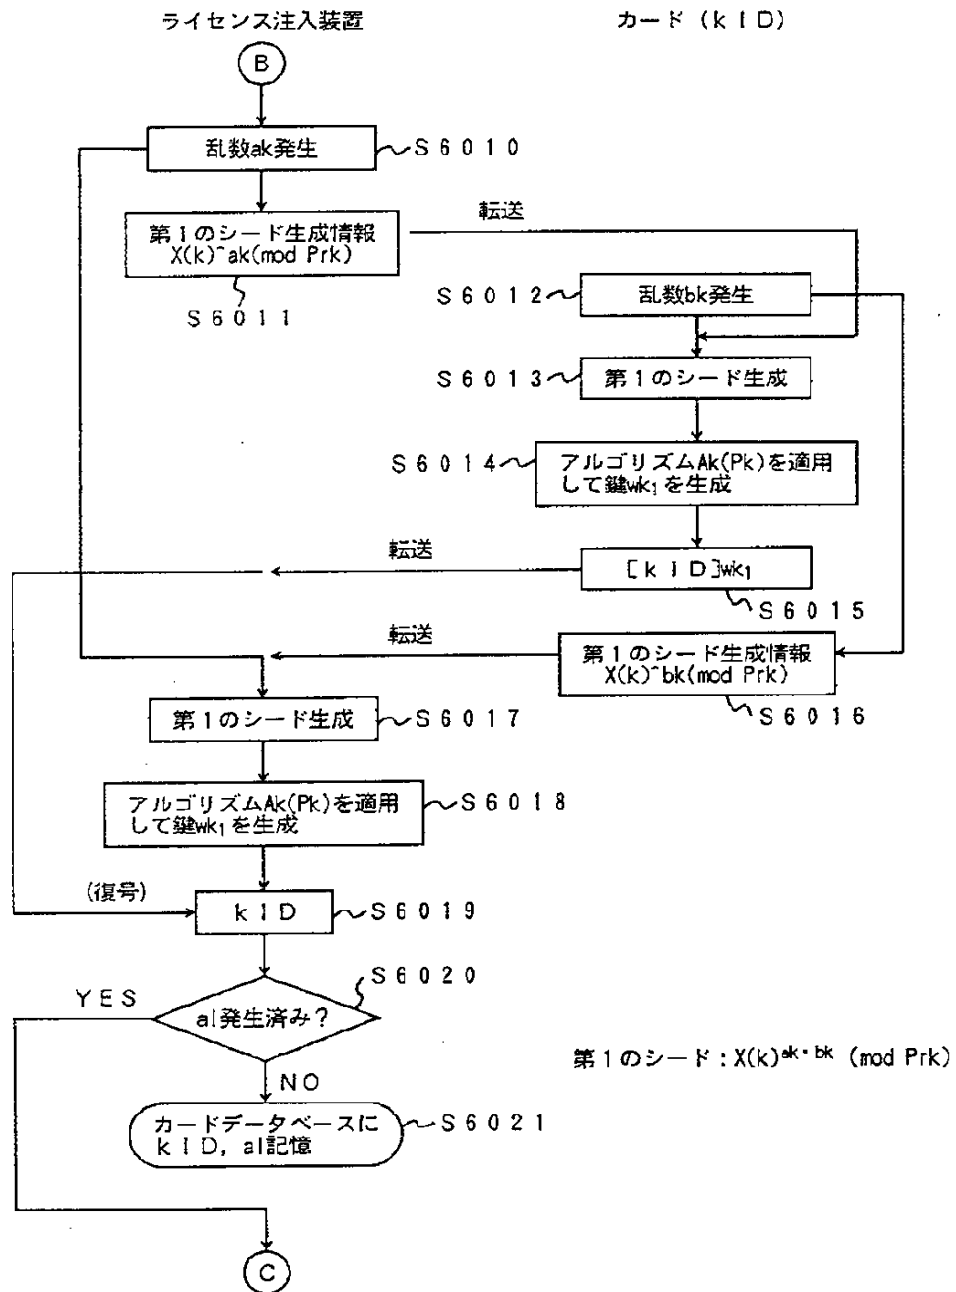 ライセンス注入装置
カード (k I D)
B
乱数ak発生
S6010
第1のシード生成情報
X(k)^ak(mod Prk)
転送
S6011
S6012
乱数bk発生
S6013
第1のシード生成
S6014
アルゴリズムAk(Pk)を適用
して鍵wk₁を生成
転送
[k I D]wk₁
S6015
転送
第1のシード生成情報
X(k)^bk(mod Prk)
S6016
第1のシード生成
S6017
アルゴリズムAk(Pk)を適用
して鍵wk₁を生成
S6018
(復号)
k I D
S6019
S6020
YES
al発生済み?
第1のシード:X(k)^ak・bk (mod Prk)
NO
カードデータベースに
k I D, al記憶
S6021
C